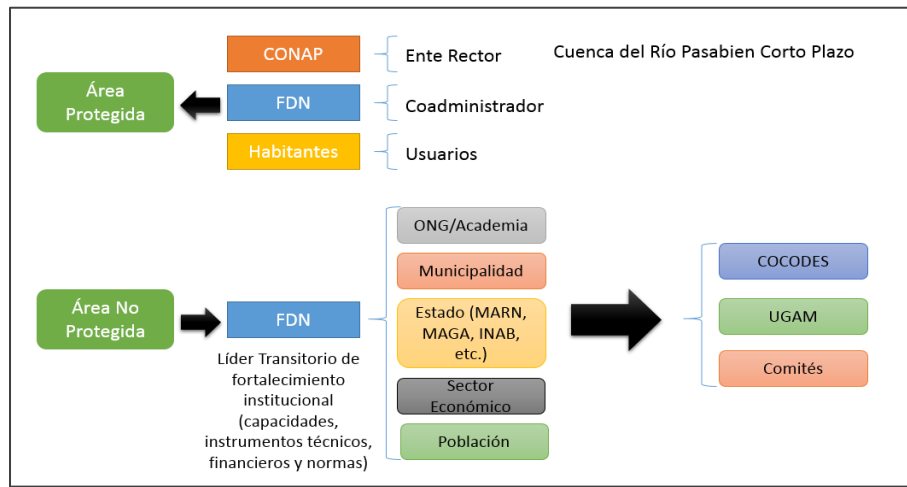 CONAP
Ente Rector
Cuenca del Río Pasabien Corto Plazo
Área
Protegida
FDN
Coadministrador
Habitantes
Usuarios
ONG/Academia
Municipalidad
Área No
Protegida
FDN
Estado (MARN,
MAGA, INAB,
etc.)
Líder Transitorio de
fortalecimiento
institucional
(capacidades,
instrumentos técnicos,
financieros y normas)
Sector
Económico
Población
COCODES
UGAM
Comités